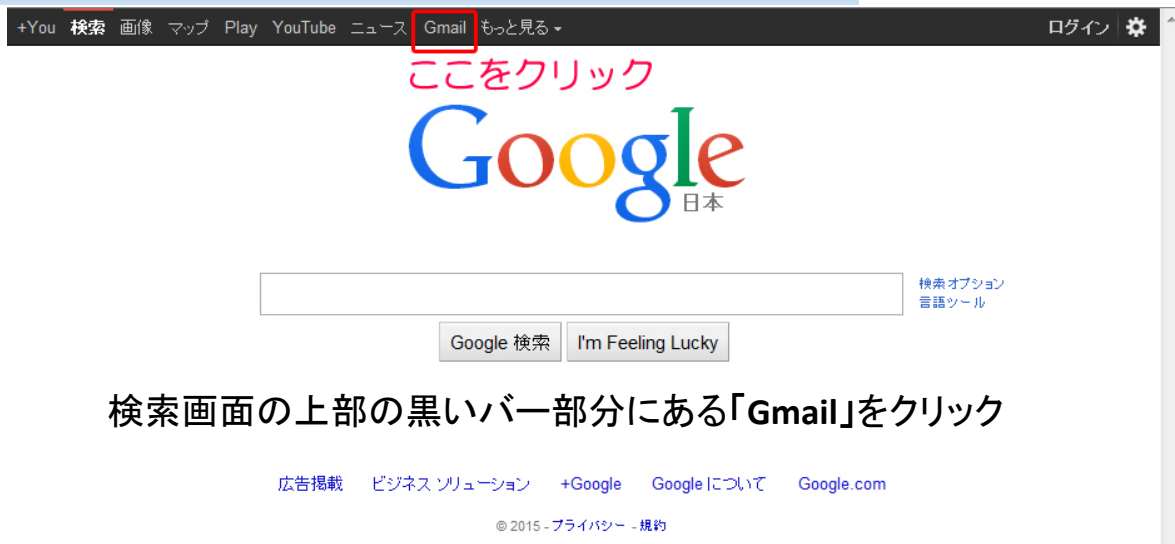 +You 検索 画像 マップ Play YouTube ニュース Gmail もっと見る ログイン
ここをクリック
Google
日本
検索オプション
言語ツール
Google 検索 I'm Feeling Lucky
検索画面の上部の黒いバー部分にある「Gmail」をクリック
広告掲載 ビジネス ソリューション +Google Google について Google.com
© 2015 - プライバシー - 規約